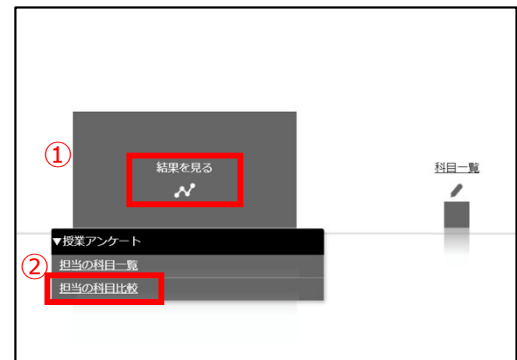 ①
結果を見る
科目一覧
▼授業アンケート
②
担当の科目一覧
担当の科目比較